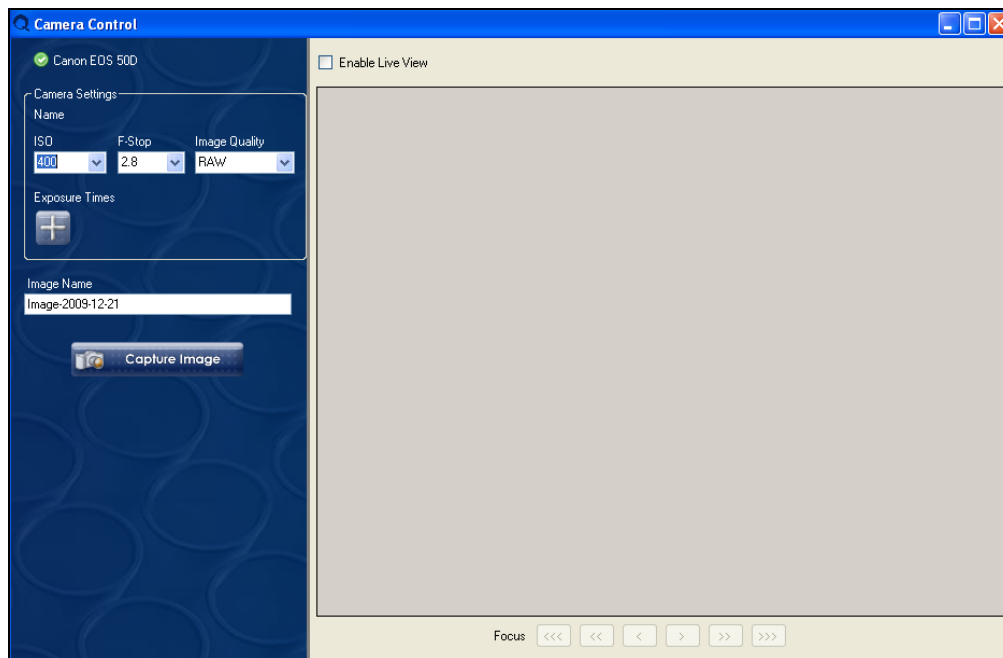 Camera Control
Canon EOS 50D
Enable Live View
Camera Settings
Name
ISO F-Stop Image Quality
400 2.8 RAW
Exposure Times
Image Name
Image-2009-12-21
Capture Image
Focus <<< << < > >> >>>